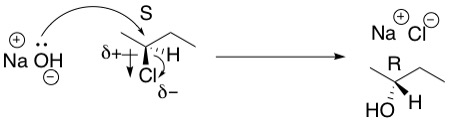 S
Na⊕ Cl⊖
δ+ H
Na⊕ OH⊖
Cl
δ−
R
HO H